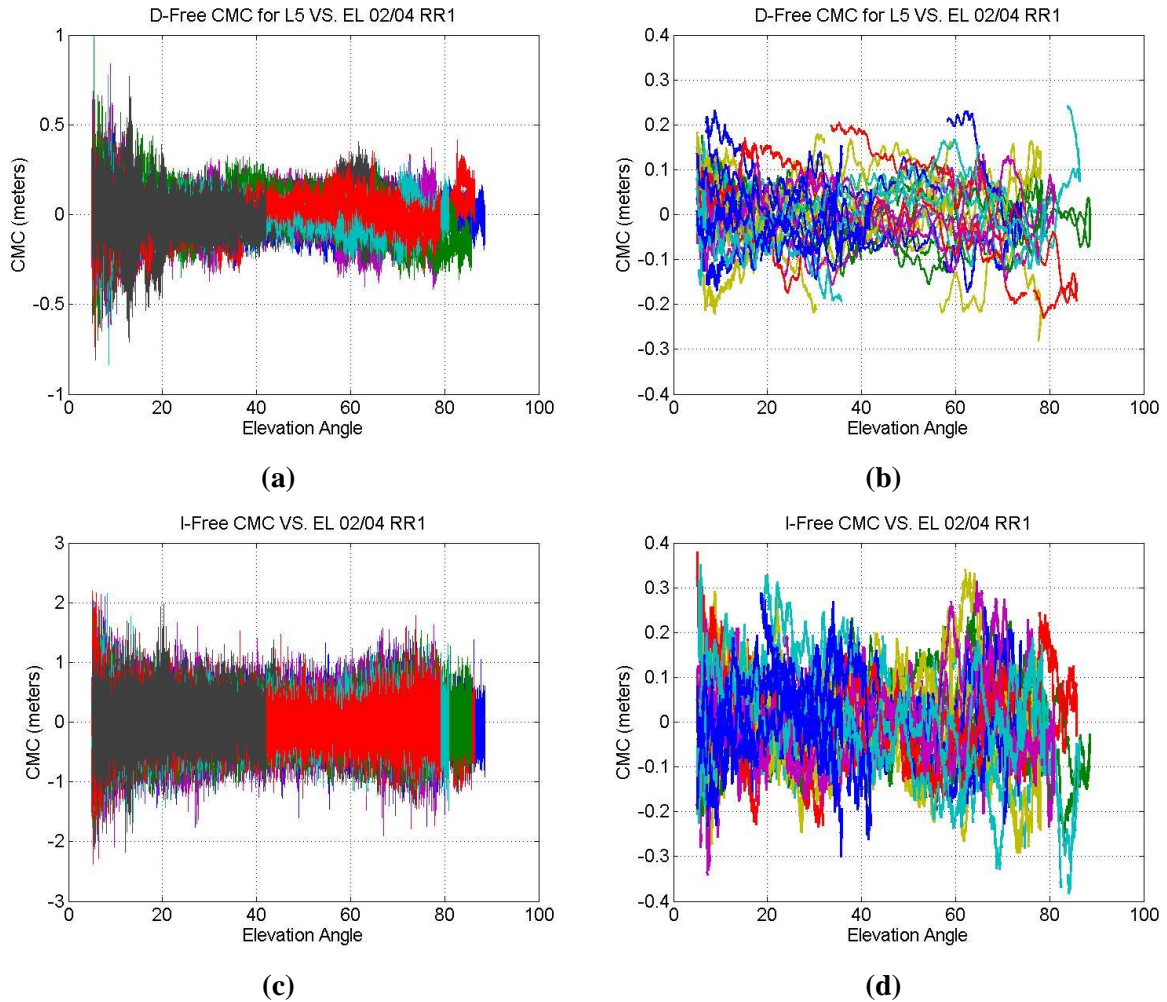 D-Free CMC for L5 VS. EL 02/04 RR1
1
0.5
0
-0.5
-1
CMC (meters)
0 20 40 60 80 100
Elevation Angle
(a)
D-Free CMC for L5 VS. EL 02/04 RR1
0.4
0.3
0.2
0.1
0
-0.1
-0.2
-0.3
-0.4
CMC (meters)
20 40 60 80 100
Elevation Angle
(b)
I-Free CMC VS. EL 02/04 RR1
3
2
1
0
-1
-2
-3
CMC (meters)
0 20 40 60 80 100
Elevation Angle
(c)
I-Free CMC VS. EL 02/04 RR1
0.4
0.3
0.2
0.1
0
-0.1
-0.2
-0.3
-0.4
CMC (meters)
20 40 60 80 100
Elevation Angle
(d)